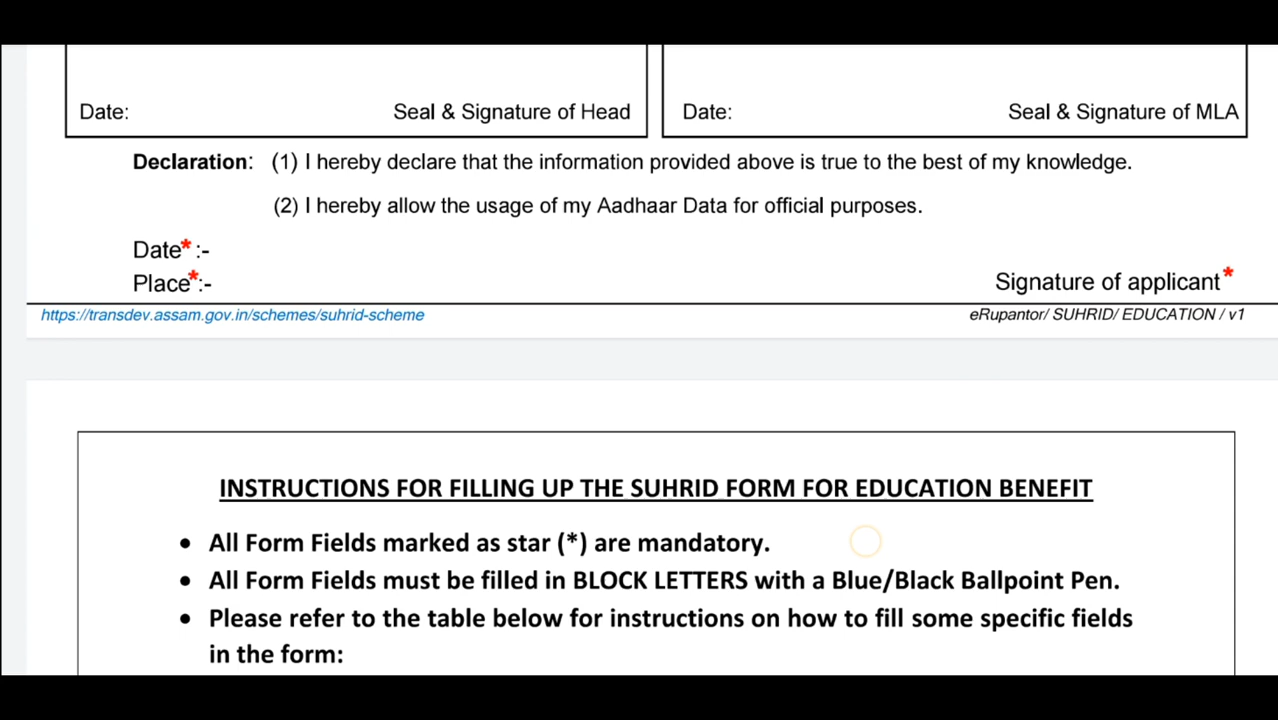 Date: Seal & Signature of Head Date: Seal & Signature of MLA
Declaration: (1) I hereby declare that the information provided above is true to the best of my knowledge.
(2) I hereby allow the usage of my Aadhaar Data for official purposes.
Date* :-
Place*:- Signature of applicant*
https://transdev.assam.gov.in/schemes/suhrid-scheme eRupantor/ SUHRID/ EDUCATION / v1
INSTRUCTIONS FOR FILLING UP THE SUHRID FORM FOR EDUCATION BENEFIT
• All Form Fields marked as star (*) are mandatory.
• All Form Fields must be filled in BLOCK LETTERS with a Blue/Black Ballpoint Pen.
• Please refer to the table below for instructions on how to fill some specific fields
in the form: